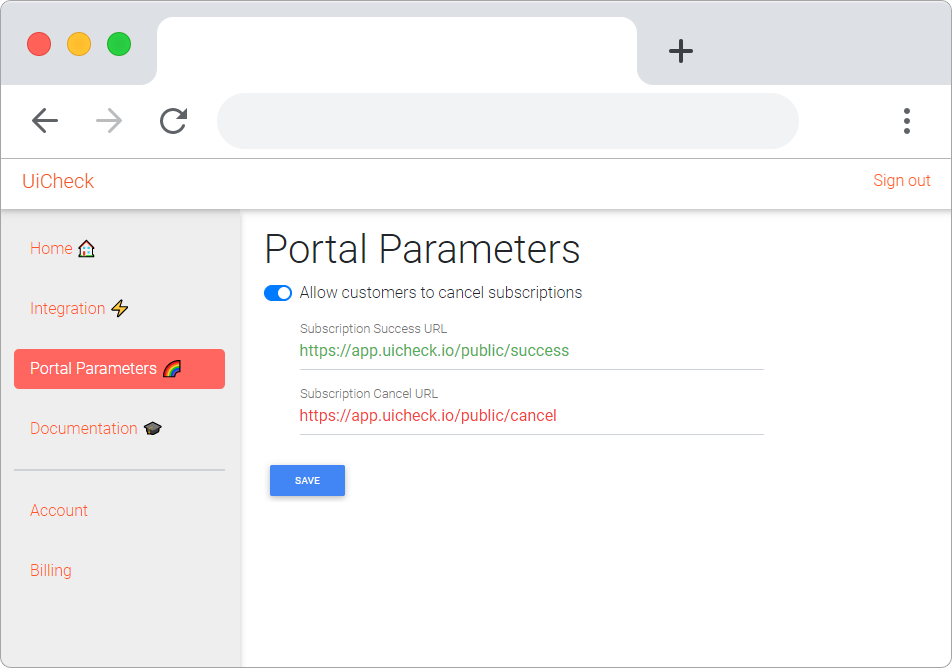 UiCheck
Sign out
Home
Integration
Portal Parameters
Documentation
Account
Billing
Portal Parameters
Allow customers to cancel subscriptions
Subscription Success URL
https://app.uicheck.io/public/success
Subscription Cancel URL
https://app.uicheck.io/public/cancel
SAVE